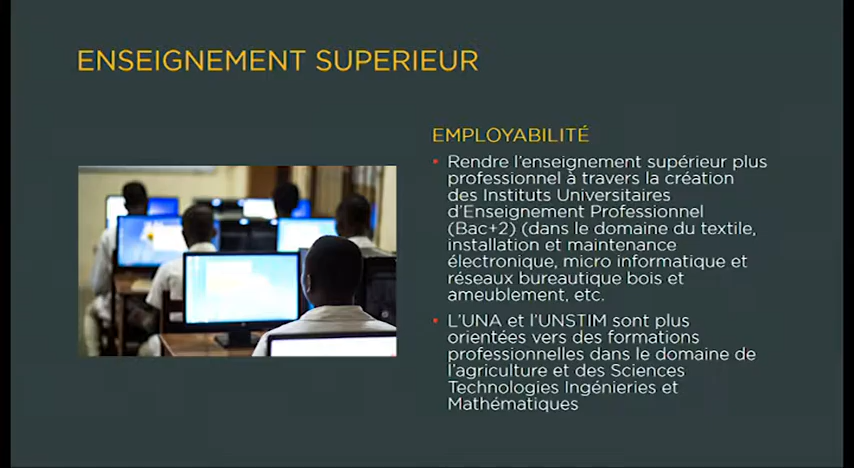 ENSEIGNEMENT SUPERIEUR
EMPLOYABILITÉ
• Rendre l'enseignement supérieur plus
professionnel à travers la création
des Instituts Universitaires
d'Enseignement Professionnel
(Bac+2) (dans le domaine du textile,
installation et maintenance
électronique, micro informatique et
réseaux bureautique bois et
ameublement, etc.
• L'UNA et l'UNSTIM sont plus
orientées vers des formations
professionnelles dans le domaine de
l'agriculture et des Sciences
Technologies Ingénieries et
Mathématiques